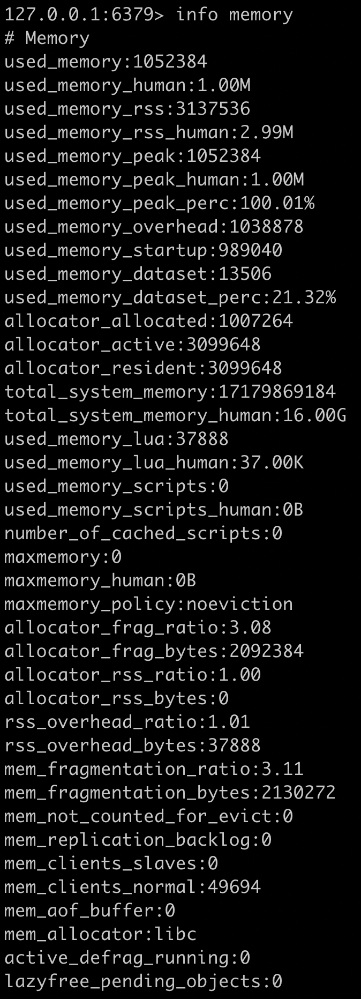 127.0.0.1:6379> info memory
# Memory
used_memory:1052384
used_memory_human:1.00M
used_memory_rss:3137536
used_memory_rss_human:2.99M
used_memory_peak:1052384
used_memory_peak_human:1.00M
used_memory_peak_perc:100.01%
used_memory_overhead:1038878
used_memory_startup:989040
used_memory_dataset:13506
used_memory_dataset_perc:21.32%
allocator_allocated:1007264
allocator_active:3099648
allocator_resident:3099648
total_system_memory:17179869184
total_system_memory_human:16.00G
used_memory_lua:37888
used_memory_lua_human:37.00K
used_memory_scripts:0
used_memory_scripts_human:0B
number_of_cached_scripts:0
maxmemory:0
maxmemory_human:0B
maxmemory_policy:noeviction
allocator_frag_ratio:3.08
allocator_frag_bytes:2092384
allocator_rss_ratio:1.00
allocator_rss_bytes:0
rss_overhead_ratio:1.01
rss_overhead_bytes:37888
mem_fragmentation_ratio:3.11
mem_fragmentation_bytes:2130272
mem_not_counted_for_evict:0
mem_replication_backlog:0
mem_clients_slaves:0
mem_clients_normal:49694
mem_aof_buffer:0
mem_allocator:libc
active_defrag_running:0
lazyfree_pending_objects:0